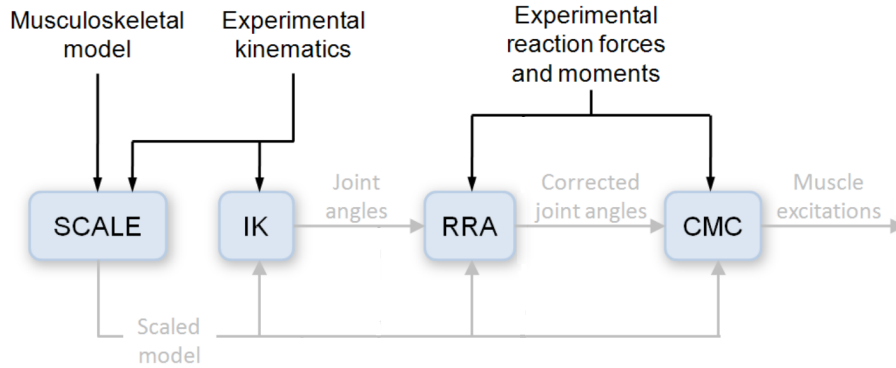 Musculoskeletal
model
Experimental
kinematics
Experimental
reaction forces
and moments
SCALE
IK
Joint
angles
RRA
Corrected
joint angles
CMC
Muscle
excitations
Scaled
model